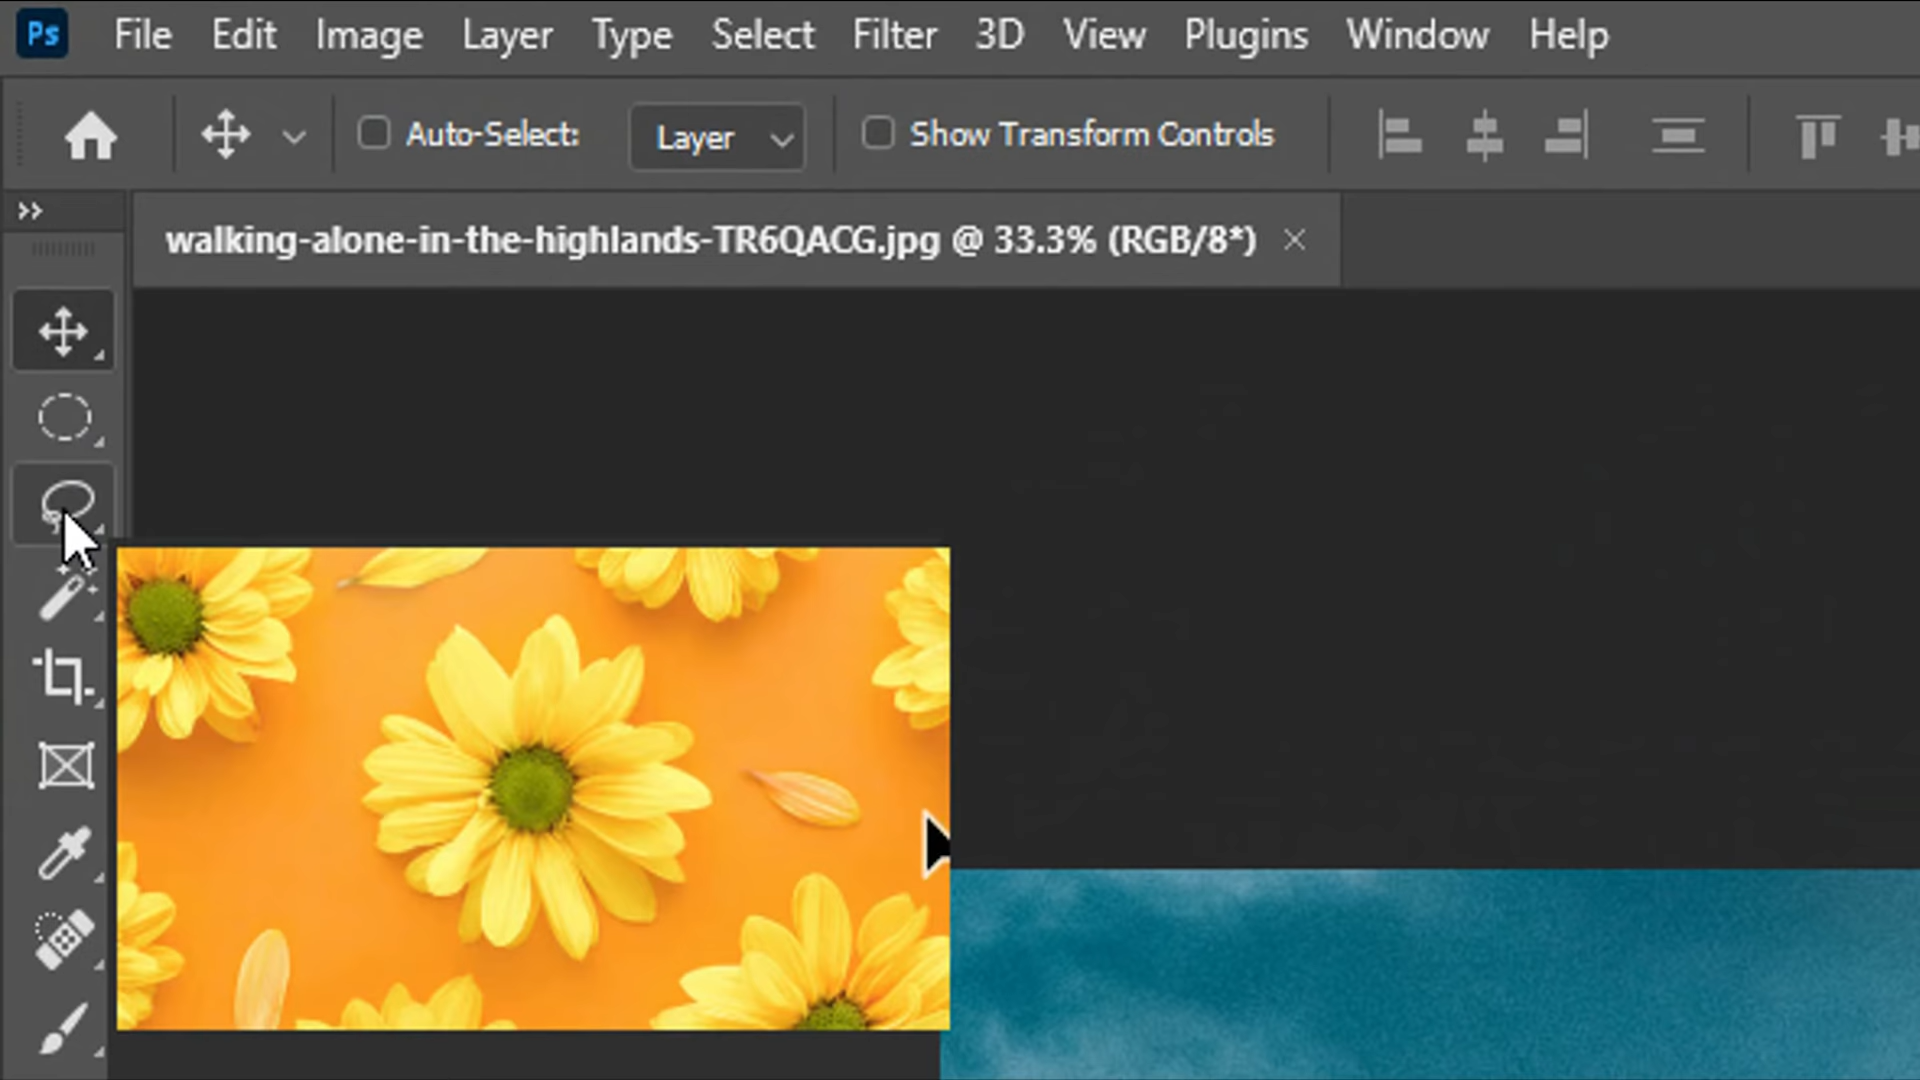 Ps File Edit Image Layer Type Select Filter 3D View Plugins Window Help
Auto-Select: Layer Show Transform Controls
walking-alone-in-the-highlands-TR6QACG.jpg @ 33.3% (RGB/8*)